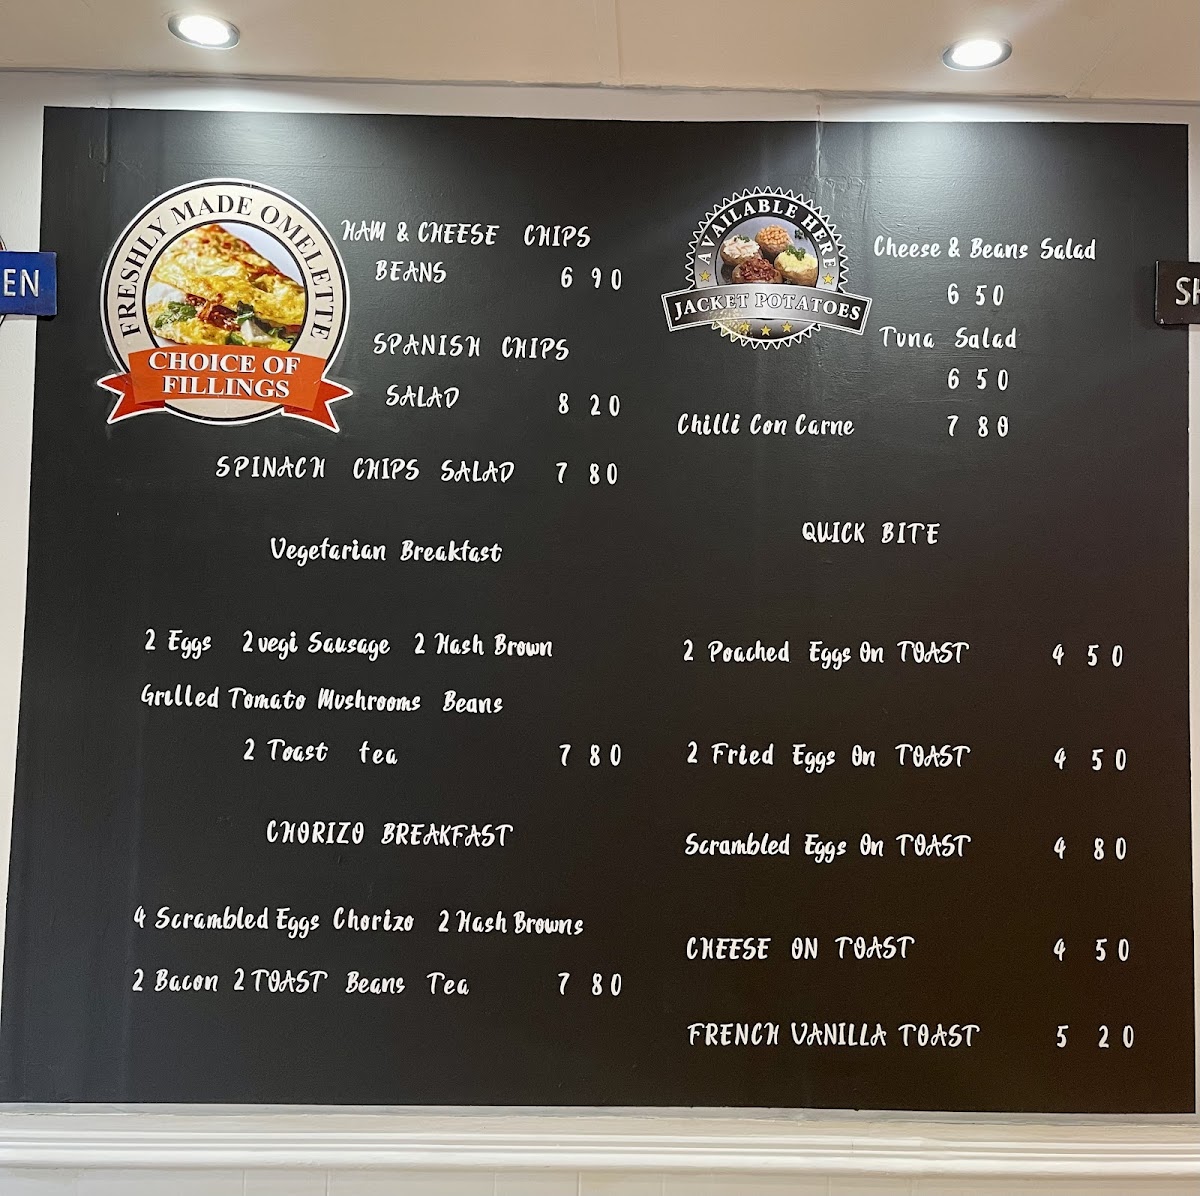 EN
FRESHLY MADE OMELETTE
CHOICE OF
FILLINGS
HAM & CHEESE CHIPS
BEANS 6 90
SPANISH CHIPS
SALAD 8 20
SPINACH CHIPS SALAD 7 80
Vegetarian Breakfast
2 Eggs 2 vegi Sausage 2 Hash Brown
Grilled Tomato Mushrooms Beans
2 Toast tea 7 80
CHORIZO BREAKFAST
4 Scrambled Eggs Chorizo 2 Hash Browns
2 Bacon 2 TOAST Beans Tea 7 80
AVAILABLE HERE
JACKET POTATOES
Cheese & Beans Salad
6 50
Tuna Salad
6 50
Chilli Con Carne 7 80
QUICK BITE
2 Poached Eggs On TOAST 4 50
2 Fried Eggs On TOAST 4 50
Scrambled Eggs On TOAST 4 80
CHEESE ON TOAST 4 50
FRENCH VANILLA TOAST 5 20
SH